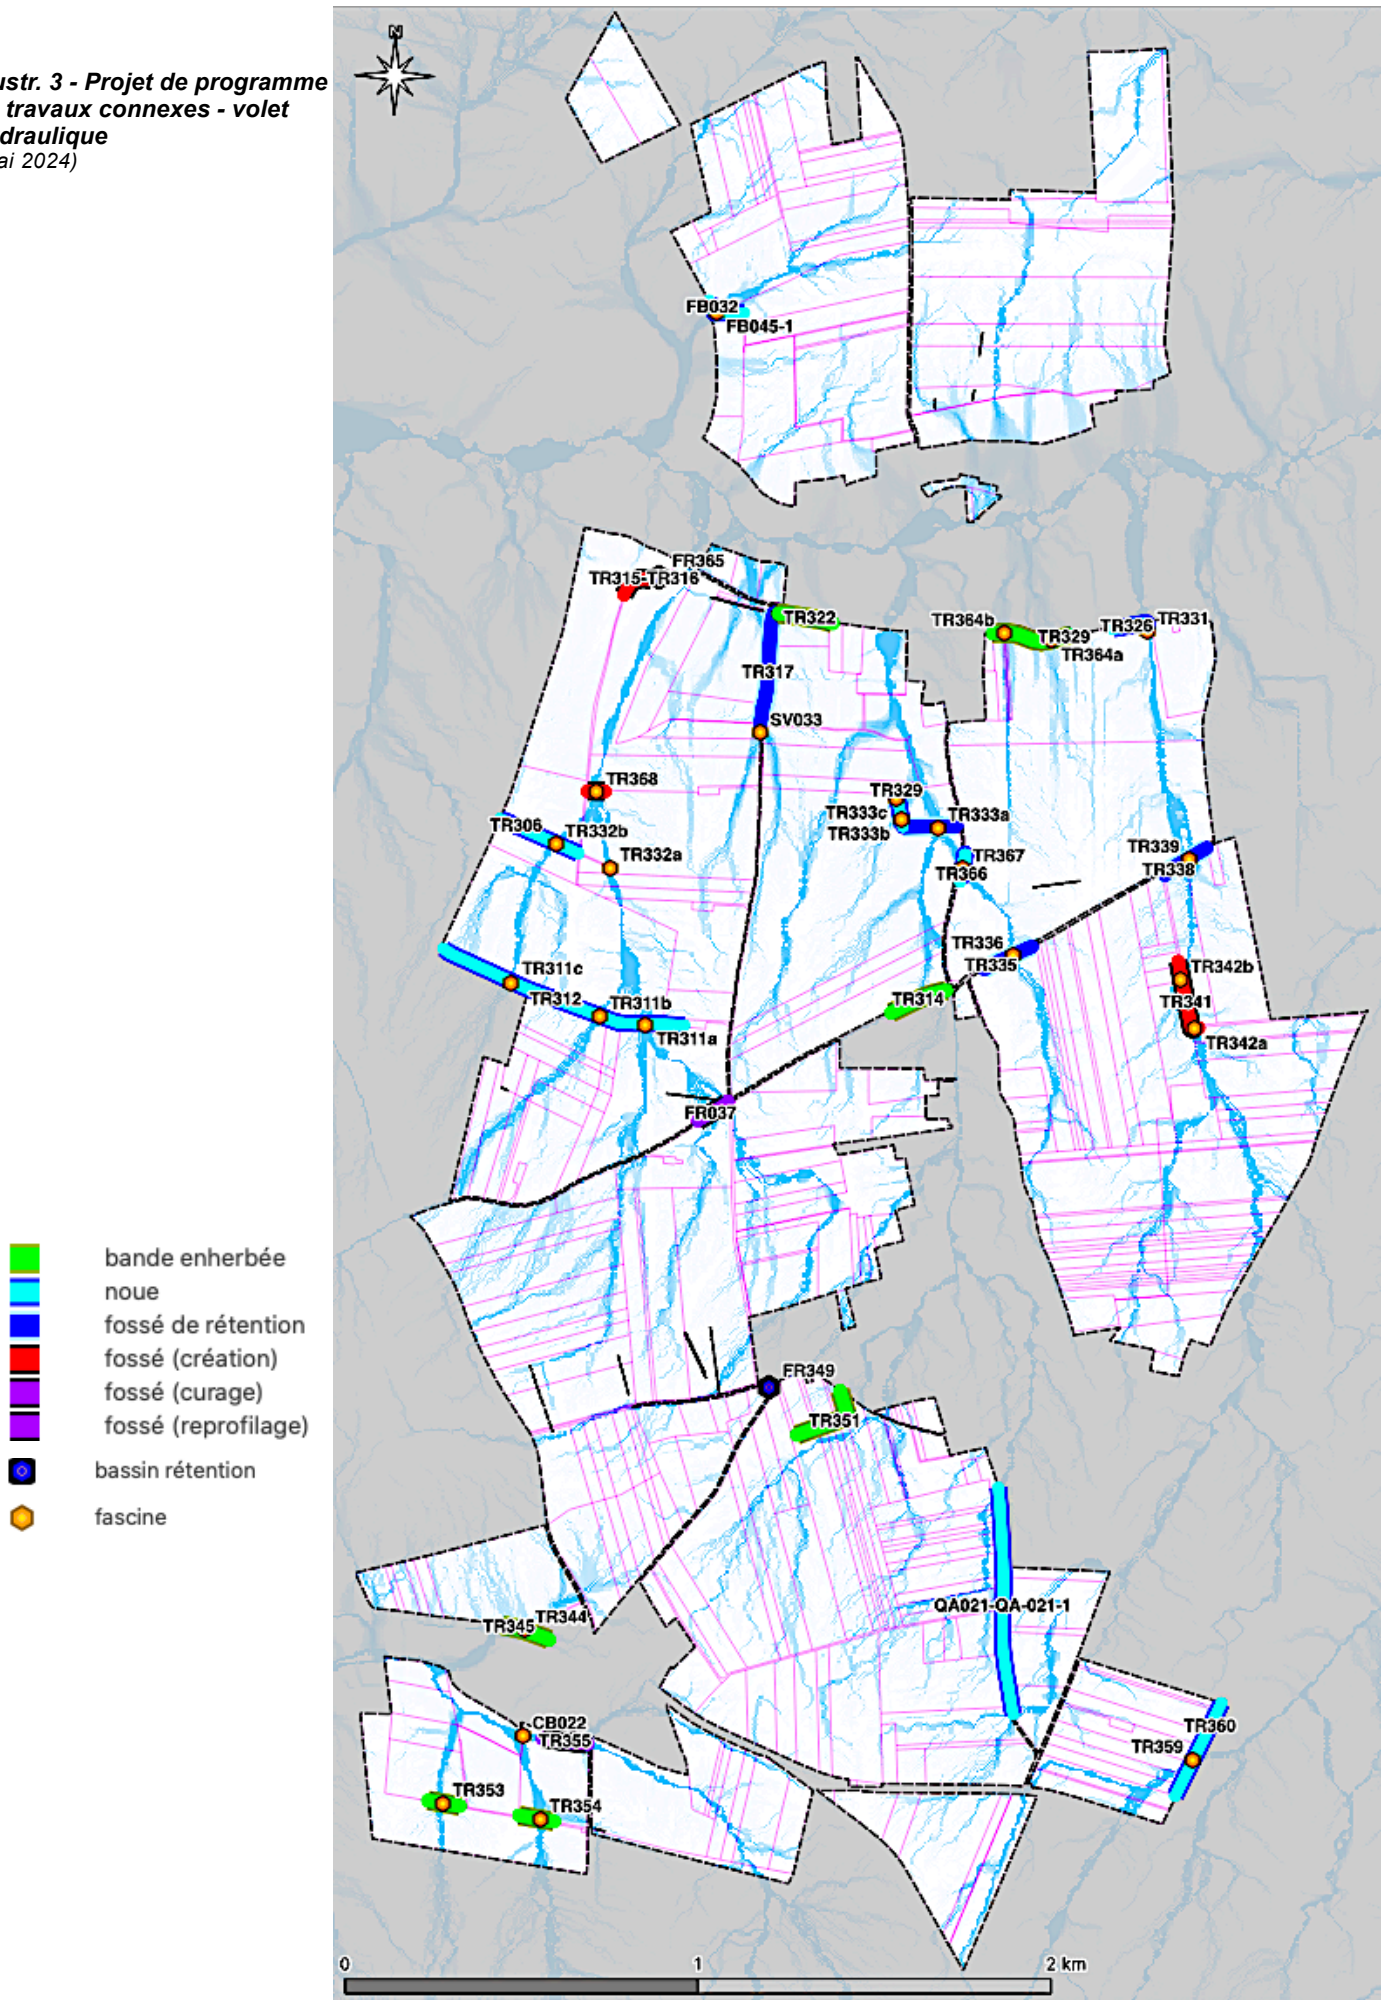 ustr. 3 - Projet de programme
travaux connexes - volet
draulique
ai 2024)
N
FB032
FB045-1
FR365
TR315-TR316
TR322
TR364b
TR329
TR364a
TR326
TR331
TR317
SV033
TR368
TR329
TR333c
TR333a
TR333b
TR306
TR332b
TR332a
TR367
TR366
TR339
TR338
TR336
TR335
TR311c
TR312
TR311b
TR311a
TR314
TR342b
TR341
TR342a
FR037
bande enherbée
noue
fossé de rétention
fossé (création)
fossé (curage)
fossé (reprofilage)
bassin rétention
fascine
FR349
TR351
QA021-QA-021-1
TR344
TR345
CB022
TR355
TR360
TR359
TR353
TR354
0 1 2 km